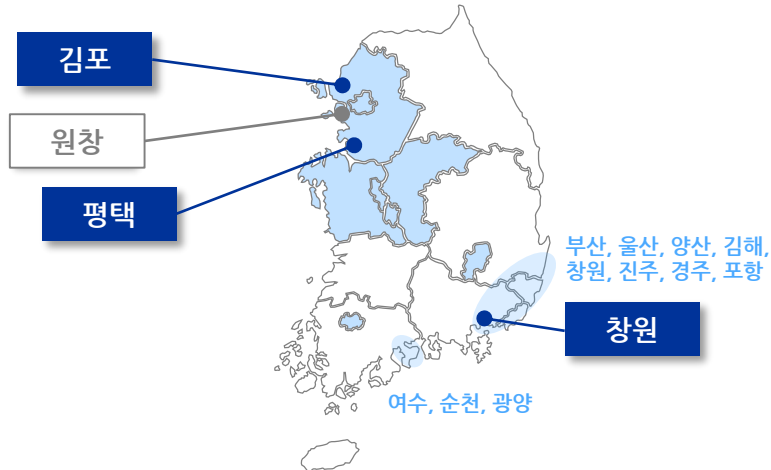 김포
원창
평택
부산, 울산, 양산, 김해,
창원, 진주, 경주, 포항
창원
여수, 순천, 광양